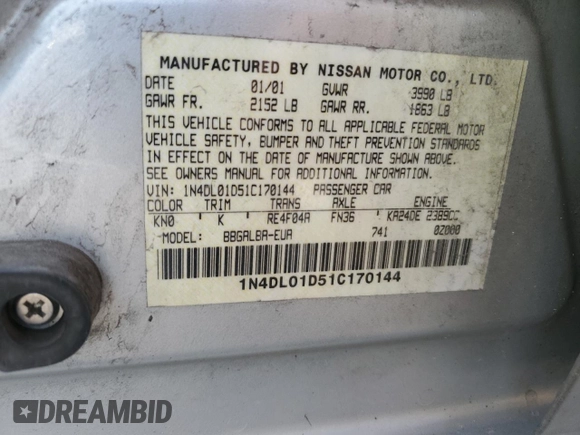 MANUFACTURED BY NISSAN MOTOR CO., LTD.
DATE 01/01 GVWR 3990 LB
GAWR FR. 2152 LB GAWR RR. 1863 LB
THIS VEHICLE CONFORMS TO ALL APPLICABLE FEDERAL MOTOR
VEHICLE SAFETY, BUMPER AND THEFT PREVENTION STANDARDS
IN EFFECT ON THE DATE OF MANUFACTURE SHOWN ABOVE.
SEE OWNERS MANUAL FOR ADDITIONAL INFORMATION.
VIN: 1N4DL01D51C170144 PASSENGER CAR
COLOR TRIM TRANS AXLE ENGINE
KN0 K RE4F04A FN36 KA24DE 2389CC
MODEL: BBGALBA-EUA 741 0Z000
1N4DL01D51C170144
DREAMBID